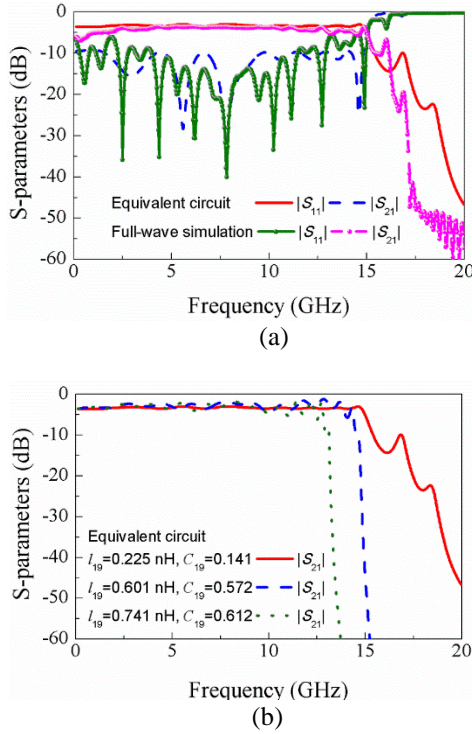 0
-10
-20
-30
-40
-50
-60
S-parameters (dB)
Equivalent circuit |S11| |S21|
Full-wave simulation |S11| |S21|
0 5 10 15 20
Frequency (GHz)
(a)
0
-10
-20
-30
-40
-50
-60
S-parameters (dB)
Equivalent circuit
l19=0.225 nH, C19=0.141 |S21|
l19=0.601 nH, C19=0.572 |S21|
l19=0.741 nH, C19=0.612 |S21|
0 5 10 15 20
Frequency (GHz)
(b)